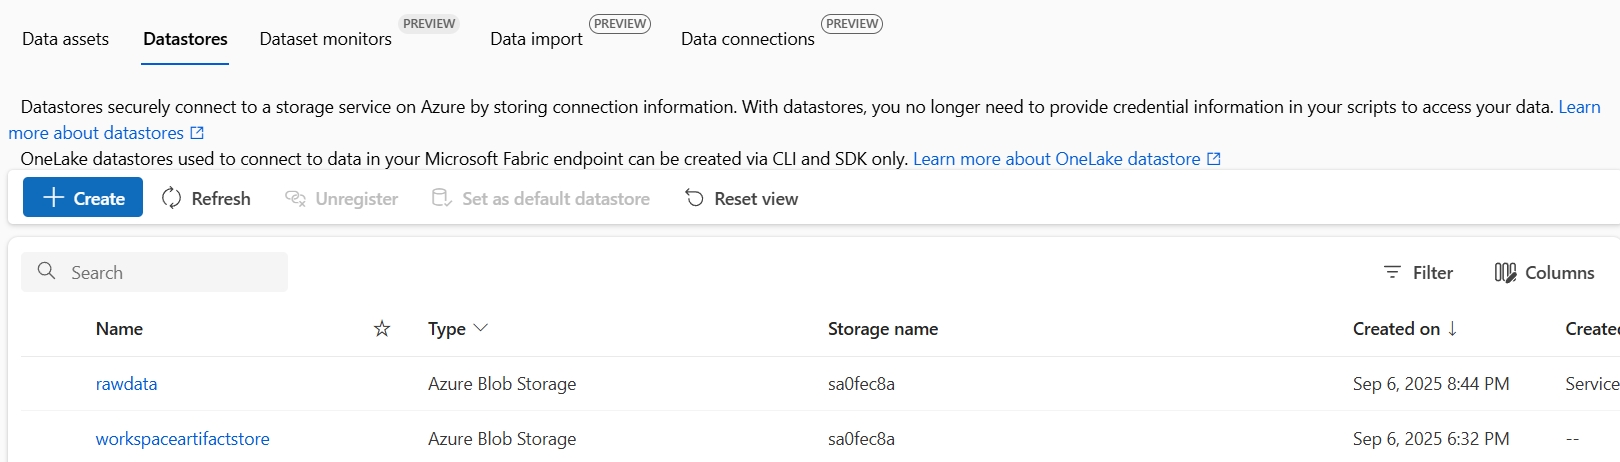 Data assets Datastores Dataset monitors PREVIEW Data import PREVIEW Data connections PREVIEW
Datastores securely connect to a storage service on Azure by storing connection information. With datastores, you no longer need to provide credential information in your scripts to access your data. Learn
more about datastores
OneLake datastores used to connect to data in your Microsoft Fabric endpoint can be created via CLI and SDK only. Learn more about OneLake datastore
Create Refresh Unregister Set as default datastore Reset view
Search Filter Columns
Name Type Storage name Created on Create
rawdata Azure Blob Storage sa0fec8a Sep 6, 2025 8:44 PM Service
workspaceartifactstore Azure Blob Storage sa0fec8a Sep 6, 2025 6:32 PM --